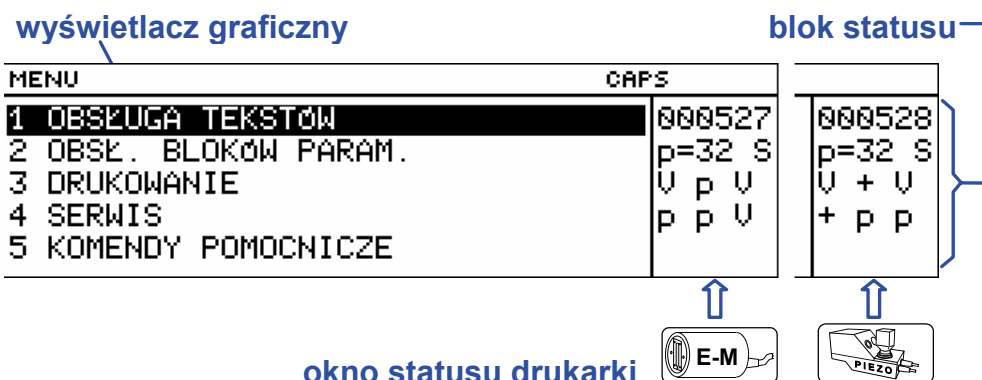 wyświetlacz graficzny
blok statusu
MENU CAPS
1 OBSŁUGA TEKSTÓW
2 OBSŁ. BLOKÓW PARAM.
3 DRUKOWANIE
4 SERWIS
5 KOMENDY POMOCNICZE
000527
p=32 S
V p V
p p V
000528
p=32 S
V + V
+ p p
E-M
PIEZO
okno statusu drukarki